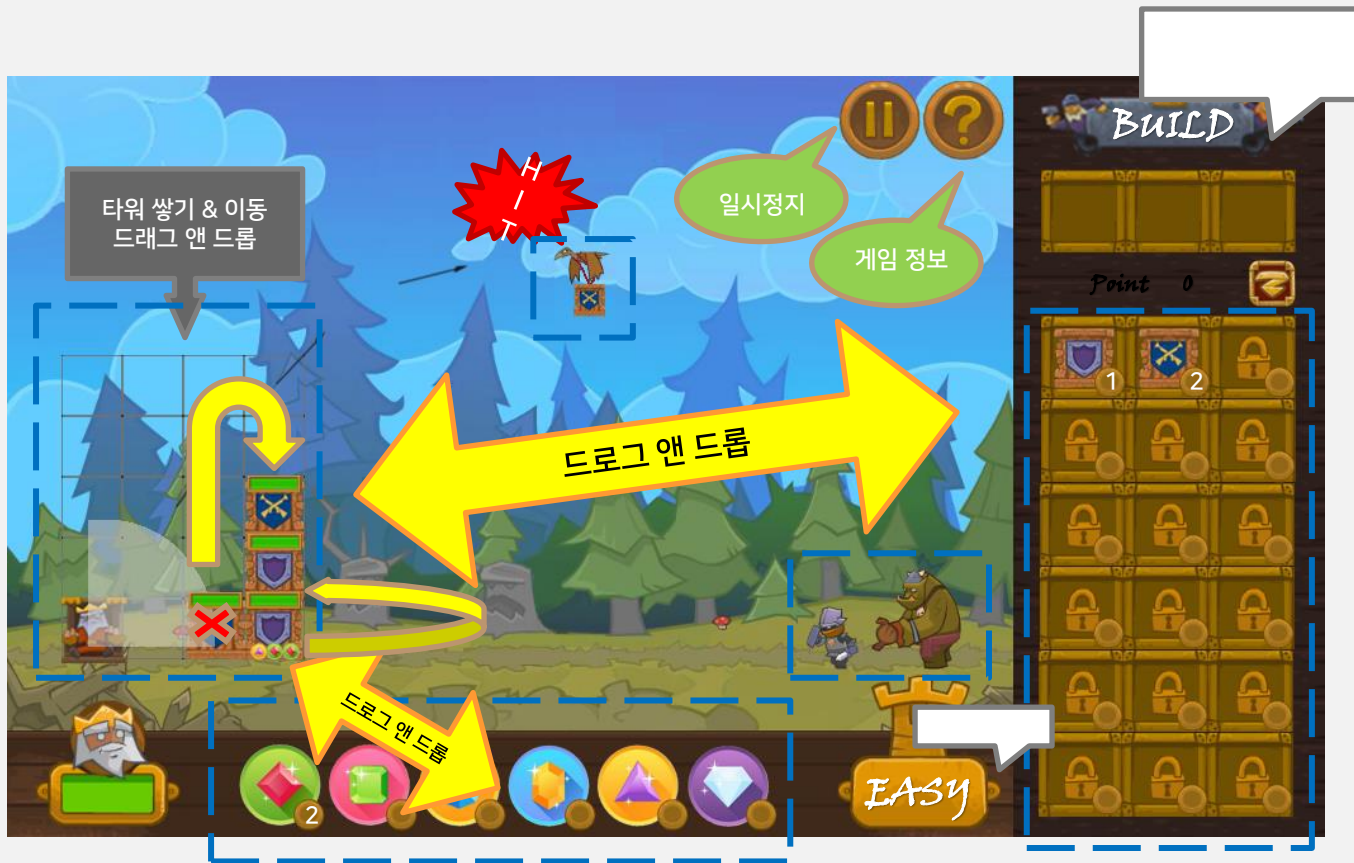 BUILD
HIT
타워 쌓기 & 이동
드래그 앤 드롭
일시정지
게임 정보
Point 0
1
2
드로그 앤 드롭
드로그 앤 드롭
2
EASY